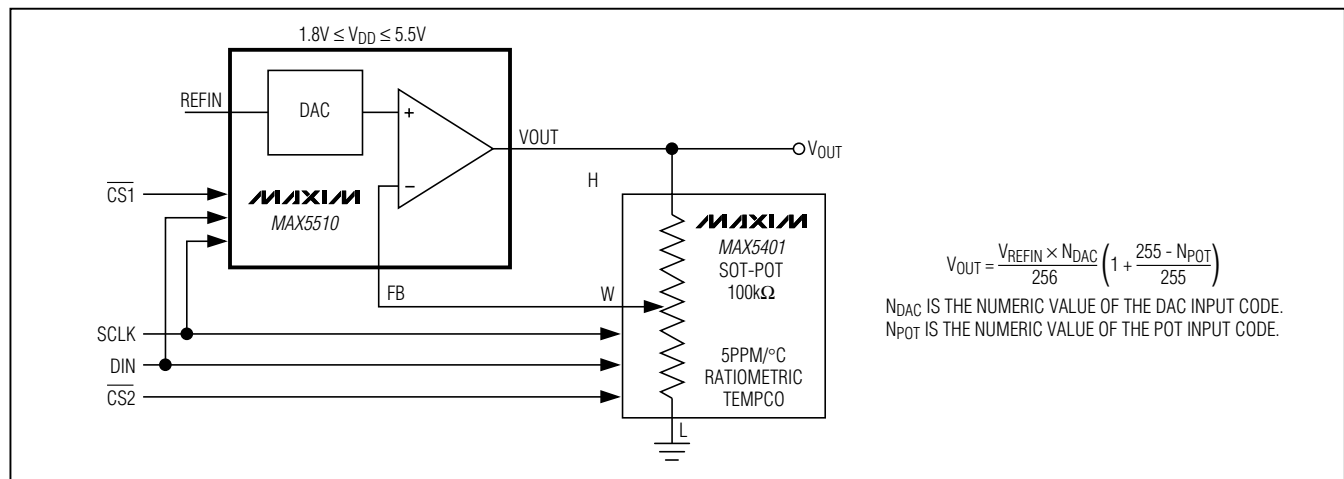 1.8V ≤ VDD ≤ 5.5V
REFIN
DAC
+
−
VOUT
VOUT
CS1
MAXIM
MAX5510
H
MAXIM
MAX5401
SOT-POT
100kΩ
FB
W
SCLK
DIN
CS2
5PPM/°C
RATIOMETRIC
TEMPCO
L
VOUT = VREFIN × NDAC / 256 (1 + 255 - NPOT / 255)
NDAC IS THE NUMERIC VALUE OF THE DAC INPUT CODE.
NPOT IS THE NUMERIC VALUE OF THE POT INPUT CODE.